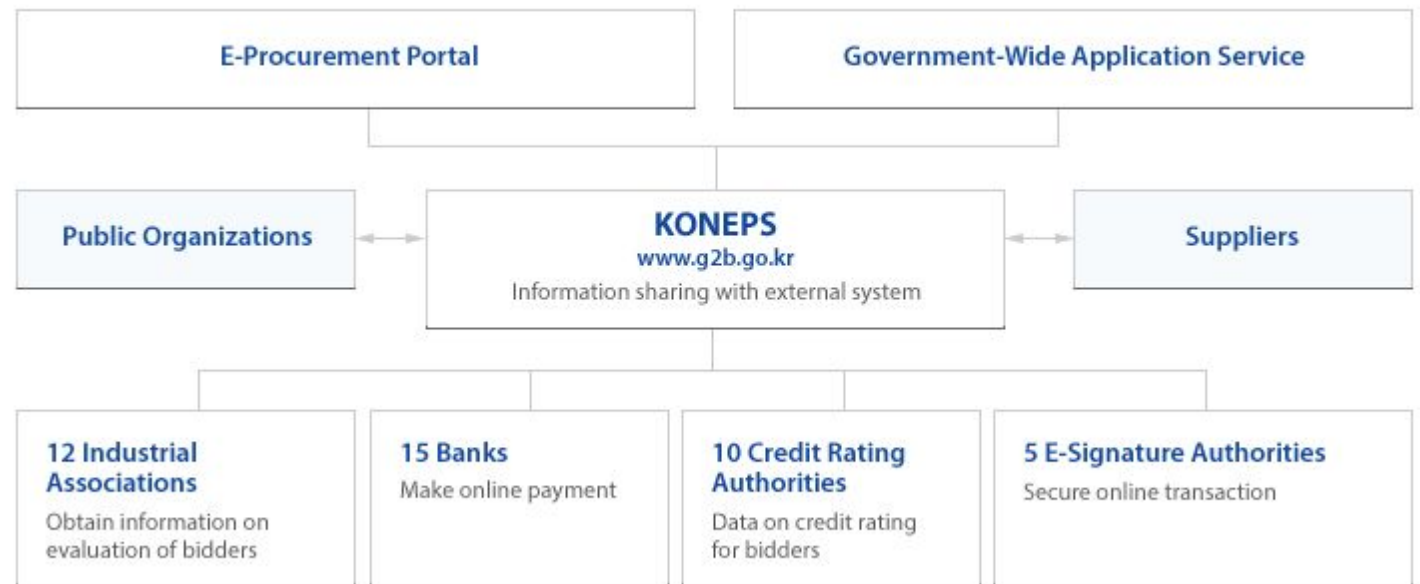 E-Procurement Portal
Government-Wide Application Service
Public Organizations
KONEPS
www.g2b.go.kr
Information sharing with external system
Suppliers
12 Industrial
Associations
Obtain information on
evaluation of bidders
15 Banks
Make online payment
10 Credit Rating
Authorities
Data on credit rating
for bidders
5 E-Signature Authorities
Secure online transaction